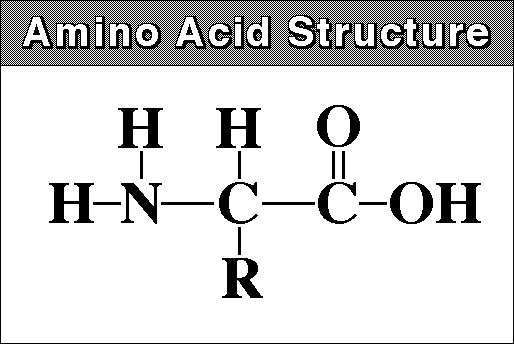 Amino Acid Structure
H H O
H–N–C–C–OH
R